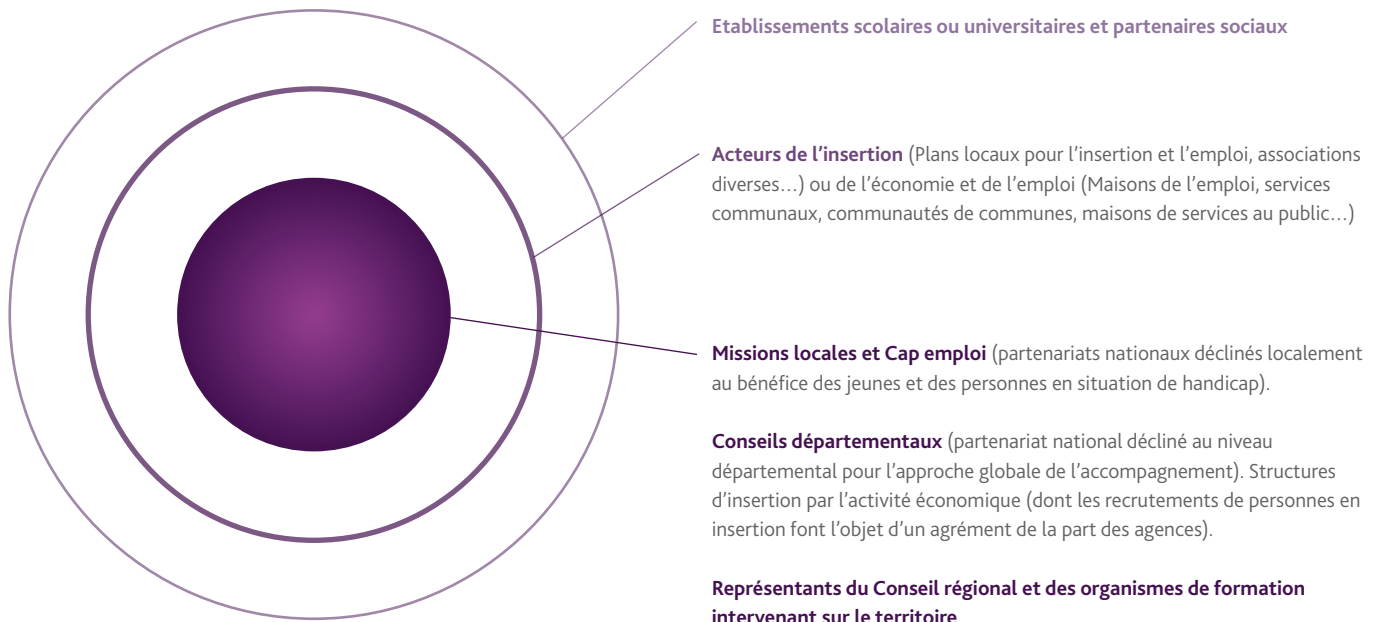 Etablissements scolaires ou universitaires et partenaires sociaux
Acteurs de l’insertion (Plans locaux pour l’insertion et l’emploi, associations
diverses…) ou de l’économie et de l’emploi (Maisons de l’emploi, services
communaux, communautés de communes, maisons de services au public…)
Missions locales et Cap emploi (partenariats nationaux déclinés localement
au bénéfice des jeunes et des personnes en situation de handicap).
Conseils départementaux (partenariat national décliné au niveau
départemental pour l’approche globale de l’accompagnement). Structures
d’insertion par l’activité économique (dont les recrutements de personnes en
insertion font l’objet d’un agrément de la part des agences).
Représentants du Conseil régional et des organismes de formation
intervenant sur le territoire